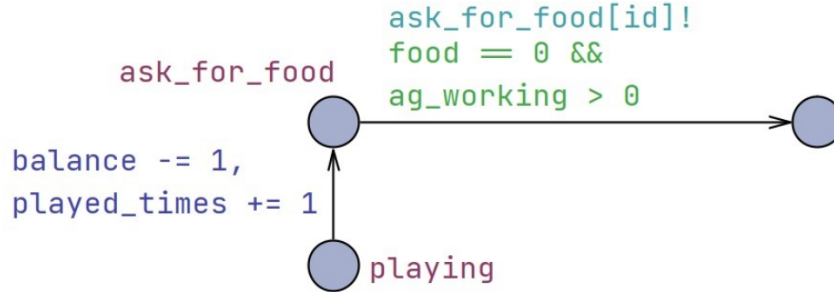 ask_for_food[id]!
food == 0 &&
ag_working > 0
ask_for_food
balance -= 1,
played_times += 1
playing